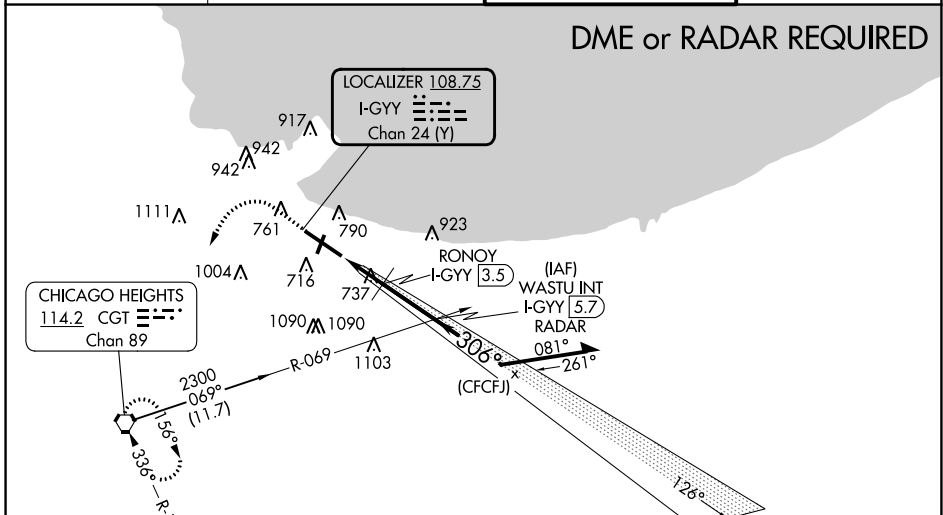 DME or RADAR REQUIRED
LOCALIZER 108.75
I-GYY
Chan 24 (Y)
917
942
942
1111
761
790
923
1004
716
737
RONOY
I-GYY 3.5
(IAF)
WASTU INT
I-GYY 5.7
RADAR
CHICAGO HEIGHTS
114.2 CGT
Chan 89
1090 1090
1103
R-069
306°
081°
261°
(CFCFJ)
2300
069°
(11.7)
156°
336°
R-
126°
x